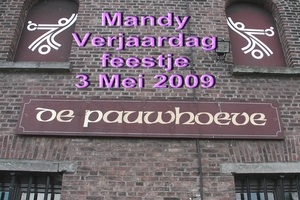 Mandy
Verjaardag
feestje
3 Mei 2009
de pauwhoeve